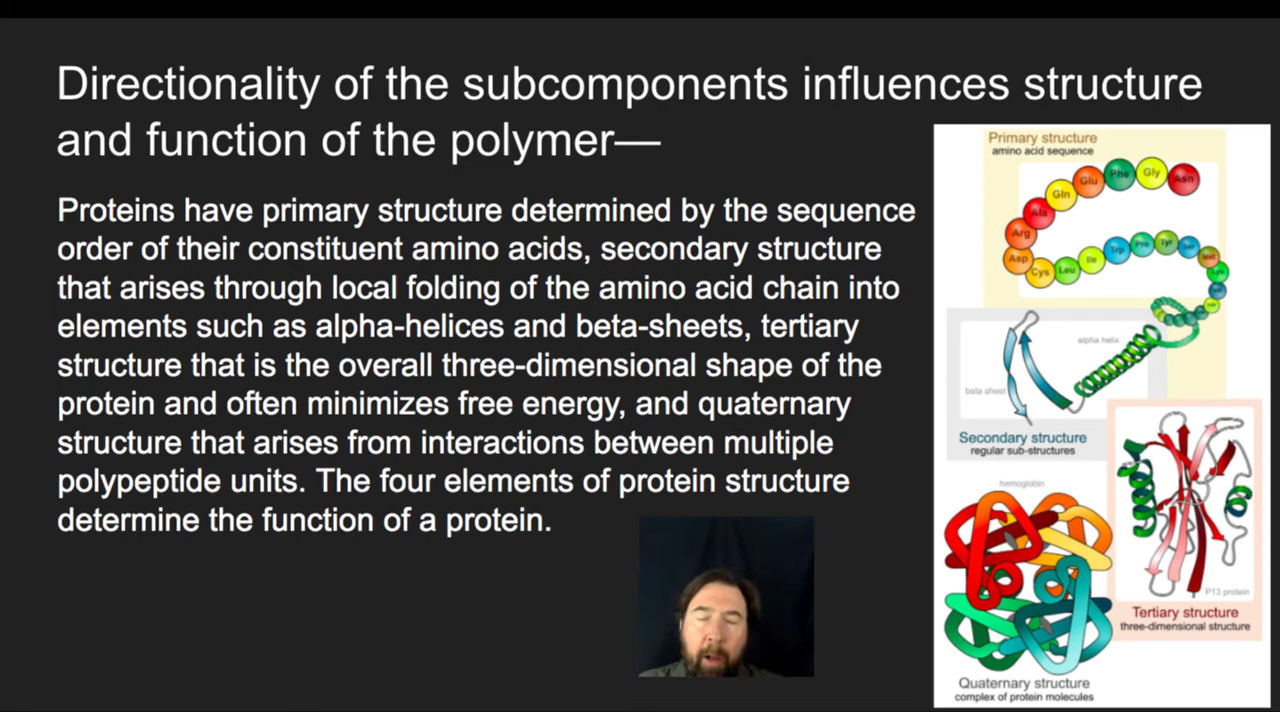 Directionality of the subcomponents influences structure
and function of the polymer—
Proteins have primary structure determined by the sequence
order of their constituent amino acids, secondary structure
that arises through local folding of the amino acid chain into
elements such as alpha-helices and beta-sheets, tertiary
structure that is the overall three-dimensional shape of the
protein and often minimizes free energy, and quaternary
structure that arises from interactions between multiple
polypeptide units. The four elements of protein structure
determine the function of a protein.
Primary structure
amino acid sequence
Asn
Gly
Phe
Glu
Gln
Ala
Arg
Asp
Cys
Leu
Ile
Trp
Pro
Tyr
Ser
Met
Lys
alpha helix
beta sheet
Secondary structure
regular sub-structures
P13 protein
Tertiary structure
three-dimensional structure
hemoglobin
Quaternary structure
complex of protein molecules